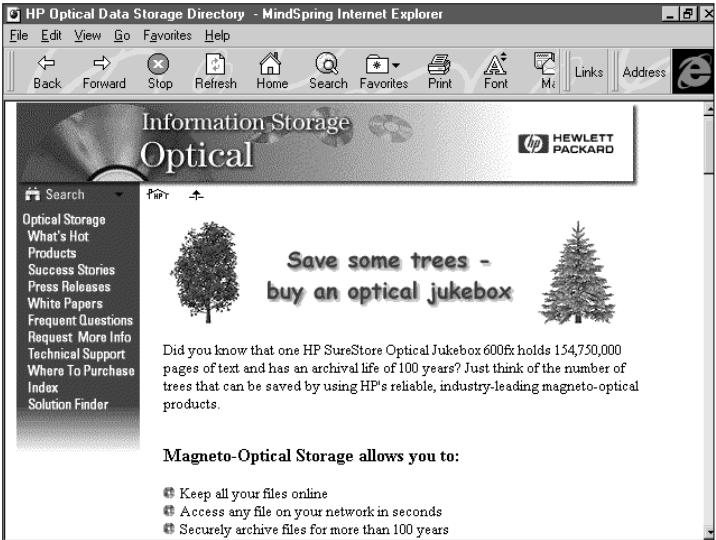 HP Optical Data Storage Directory - MindSpring Internet Explorer
File Edit View Go Favorites Help
Back Forward Stop Refresh Home Search Favorites Print Font Links Address
Information Storage
Optical
hp HEWLETT
PACKARD
Search
HP
Optical Storage
What's Hot
Products
Success Stories
Press Releases
White Papers
Frequent Questions
Request More Info
Technical Support
Where To Purchase
Index
Solution Finder
Save some trees -
buy an optical jukebox
Did you know that one HP SureStore Optical Jukebox 600fx holds 154,750,000
pages of text and has an archival life of 100 years? Just think of the number of
trees that can be saved by using HP's reliable, industry-leading magneto-optical
products.
Magneto-Optical Storage allows you to:
Keep all your files online
Access any file on your network in seconds
Securely archive files for more than 100 years